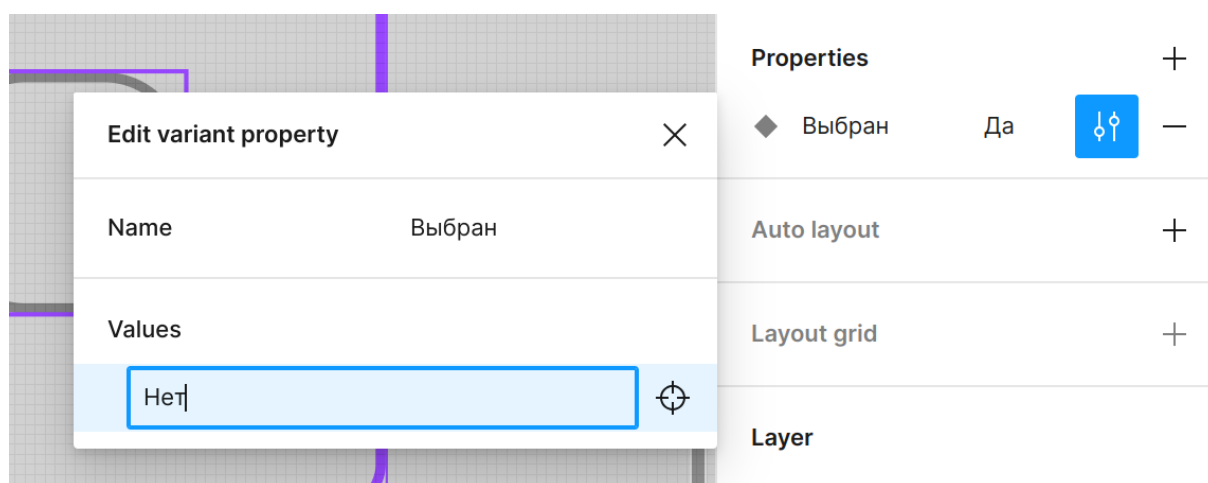 Properties
Edit variant property
Выбран Да
Name Выбран
Auto layout
Values
Layout grid
Нет
Layer